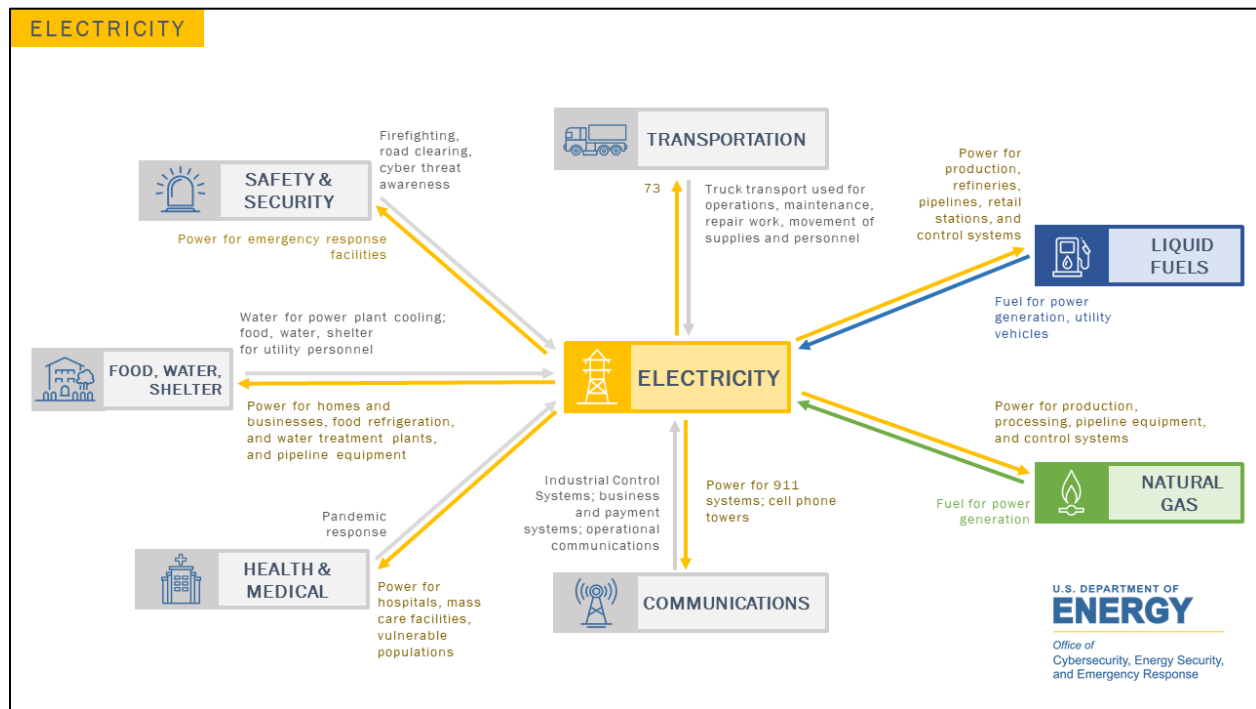 ELECTRICITY
Firefighting,
road clearing,
cyber threat
awareness
SAFETY &
SECURITY
Power for emergency response
facilities
TRANSPORTATION
73
Truck transport used for
operations, maintenance,
repair work, movement of
supplies and personnel
Power for
production,
refineries,
pipelines, retail
stations, and
control systems
LIQUID
FUELS
Fuel for power
generation, utility
vehicles
Water for power plant cooling;
food, water, shelter
for utility personnel
FOOD, WATER,
SHELTER
Power for homes and
businesses, food refrigeration,
and water treatment plants,
and pipeline equipment
ELECTRICITY
Power for production,
processing, pipeline equipment,
and control systems
NATURAL
GAS
Fuel for power
generation
Pandemic
response
HEALTH &
MEDICAL
Power for
hospitals, mass
care facilities,
vulnerable
populations
Industrial Control
Systems; business
and payment
systems; operational
communications
Power for 911
systems; cell phone
towers
COMMUNICATIONS
U.S. DEPARTMENT OF
ENERGY
Office of
Cybersecurity, Energy Security,
and Emergency Response